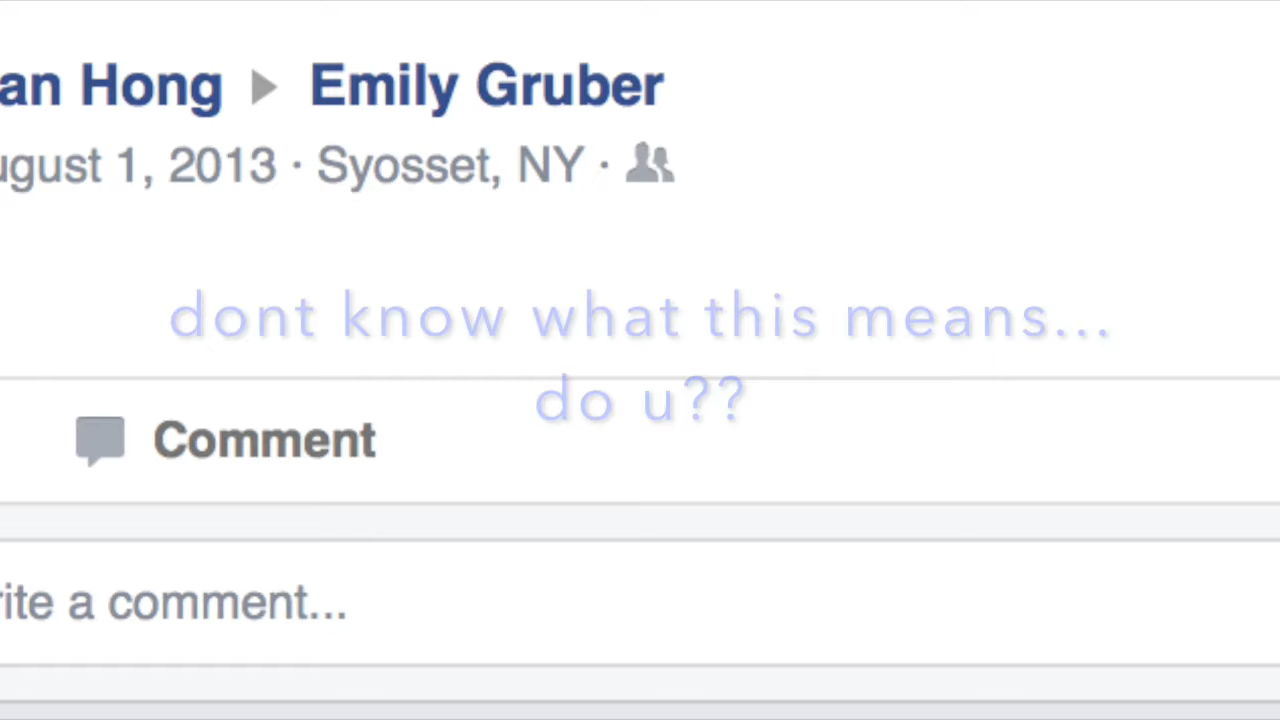 an Hong ▶ Emily Gruber
ugust 1, 2013 · Syosset, NY ·
dont know what this means...
do u??
Comment
rite a comment...